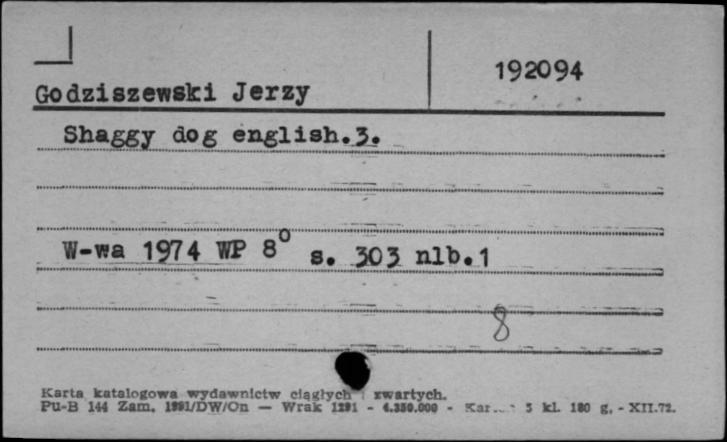 192094
Godziszewski Jerzy
Shaggy dog english.3.
W-wa 1974 WP 8° s. 303 nlb.1
8
Karta katalogowa wydawnictw ciągłych i zwartych.
Pu-B 144 Zam. 1991/DW/On — Wrak 1291 - 4.350.000 - 5 kl. 180 g. - XII.72.